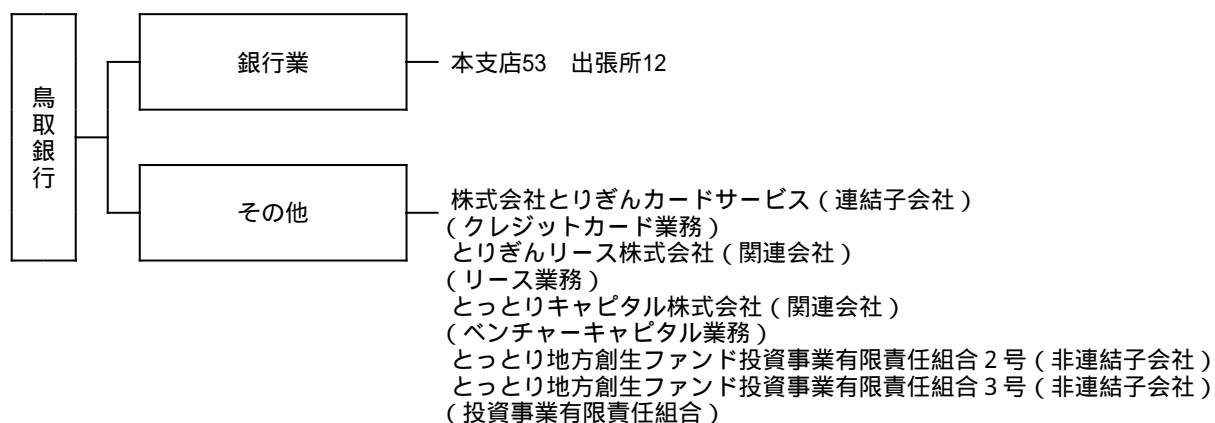 鳥取銀行
銀行業
本支店53　出張所12
その他
株式会社とりぎんカードサービス（連結子会社）
（クレジットカード業務）
とりぎんリース株式会社（関連会社）
（リース業務）
とっとりキャピタル株式会社（関連会社）
（ベンチャーキャピタル業務）
とっとり地方創生ファンド投資事業有限責任組合２号（非連結子会社）
とっとり地方創生ファンド投資事業有限責任組合３号（非連結子会社）
（投資事業有限責任組合）